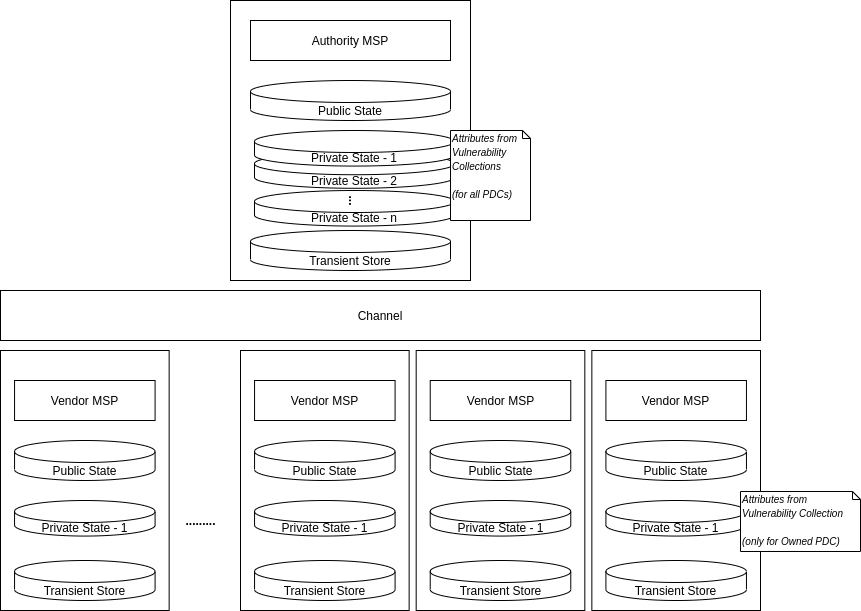 Authority MSP
Public State
Private State - 1
Private State - 2
Private State - n
Transient Store
Attributes from
Vulnerability
Collections
(for all PDCs)
Channel
Vendor MSP
Public State
Private State - 1
Transient Store
.........
Vendor MSP
Public State
Private State - 1
Transient Store
Vendor MSP
Public State
Private State - 1
Transient Store
Vendor MSP
Public State
Private State - 1
Transient Store
Attributes from
Vulnerability Collection
(only for Owned PDC)